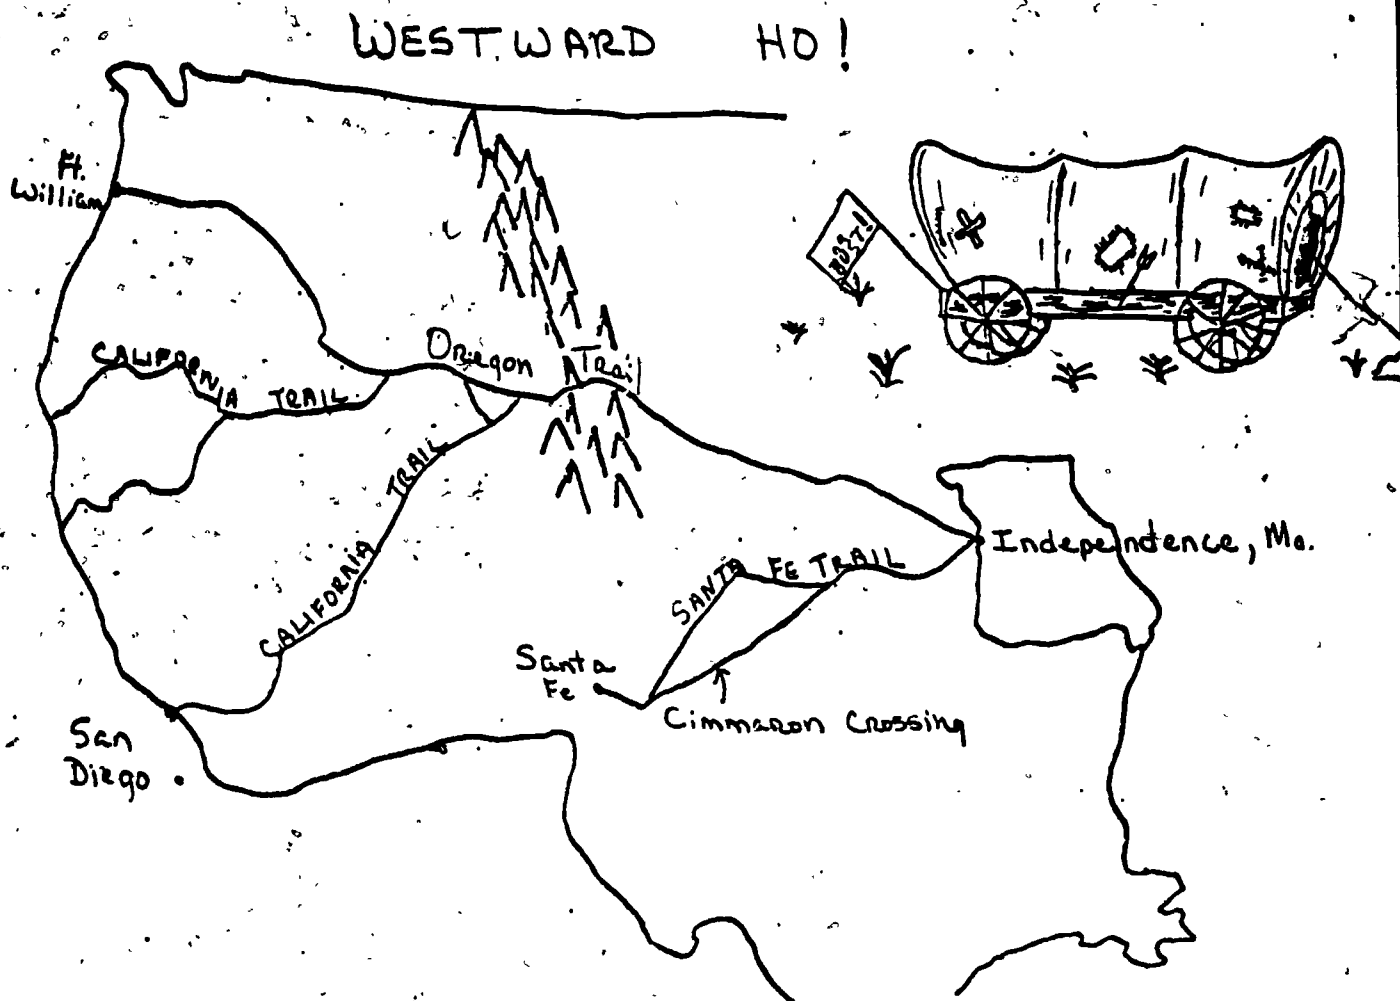 WESTWARD HO!
Ft.
William
Oregon Trail
CALIFORNIA TRAIL
CALIFORNIA TRAIL
Independence, Mo.
SANTA FE TRAIL
Santa
Fe
Cimmaron Crossing
San
Diego